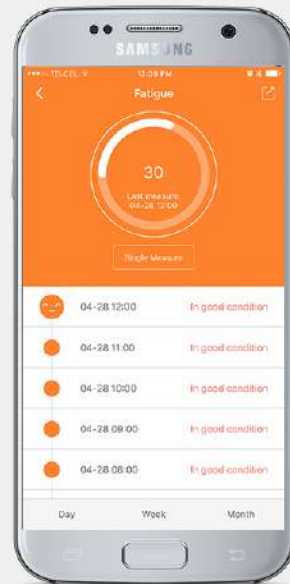 SAMSUNG
TELCEL 12:09 PM
Fatigue
30
Last measure:
04-28 12:00
Single Measure
04-28 12:00 In good condition
04-28 11:00 In good condition
04-28 10:00 In good condition
04-28 09:00 In good condition
04-28 08:00 In good condition
Day Week Month